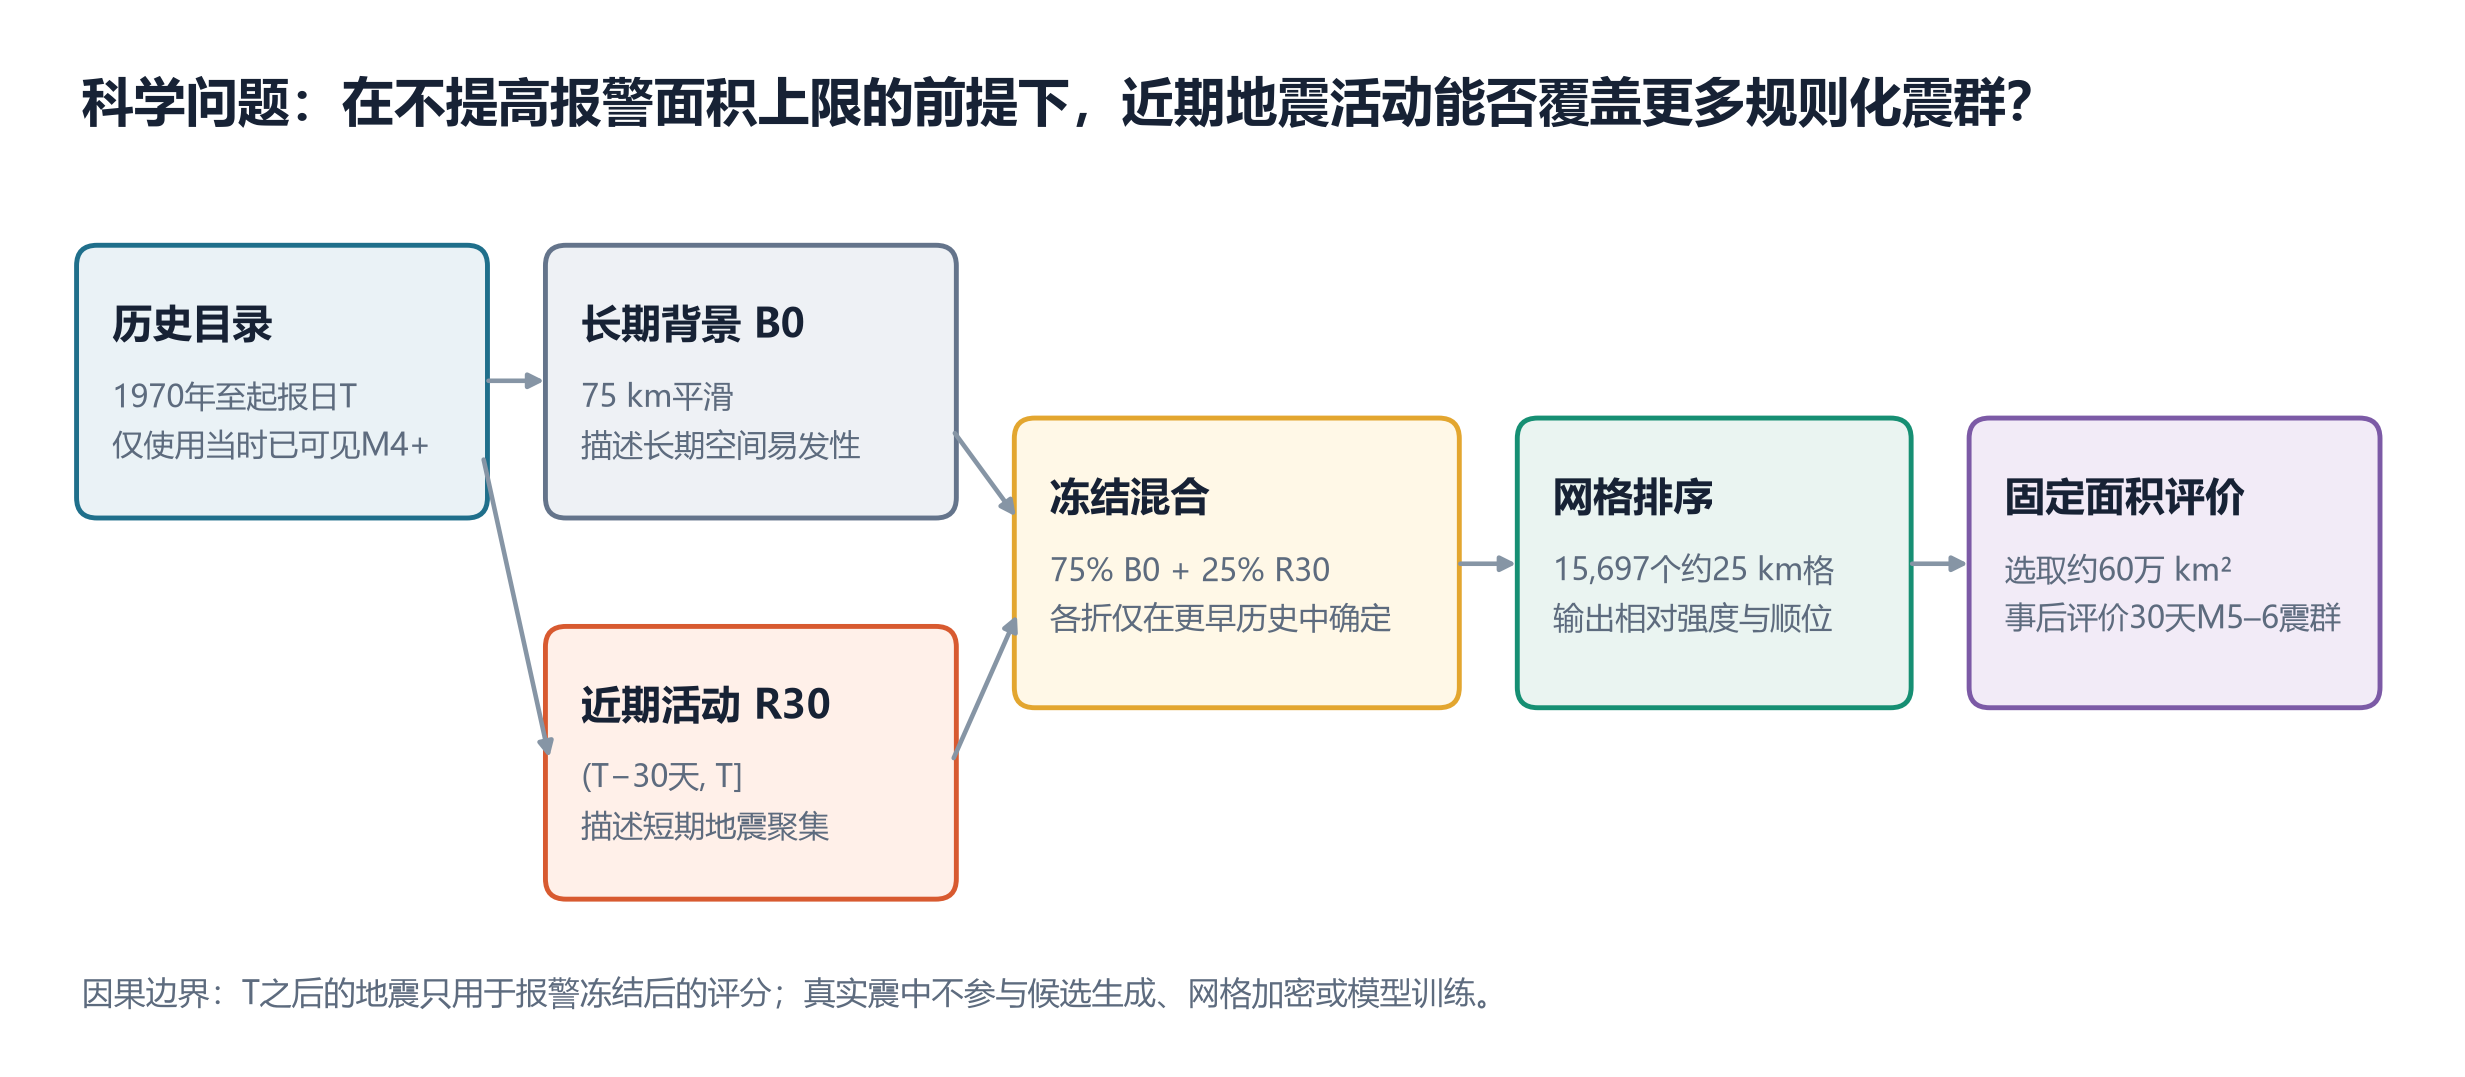 科学问题：在不提高报警面积上限的前提下，近期地震活动能否覆盖更多规则化震群？
历史目录
1970年至起报日T
仅使用当时已可见M4+
长期背景 B0
75 km平滑
描述长期空间易发性
近期活动 R30
(T−30天, T]
描述短期地震聚集
冻结混合
75% B0 + 25% R30
各折仅在更早历史中确定
网格排序
15,697个约25 km格
输出相对强度与顺位
固定面积评价
选取约60万 km²
事后评价30天M5–6震群
因果边界：T之后的地震只用于报警冻结后的评分；真实震中不参与候选生成、网格加密或模型训练。